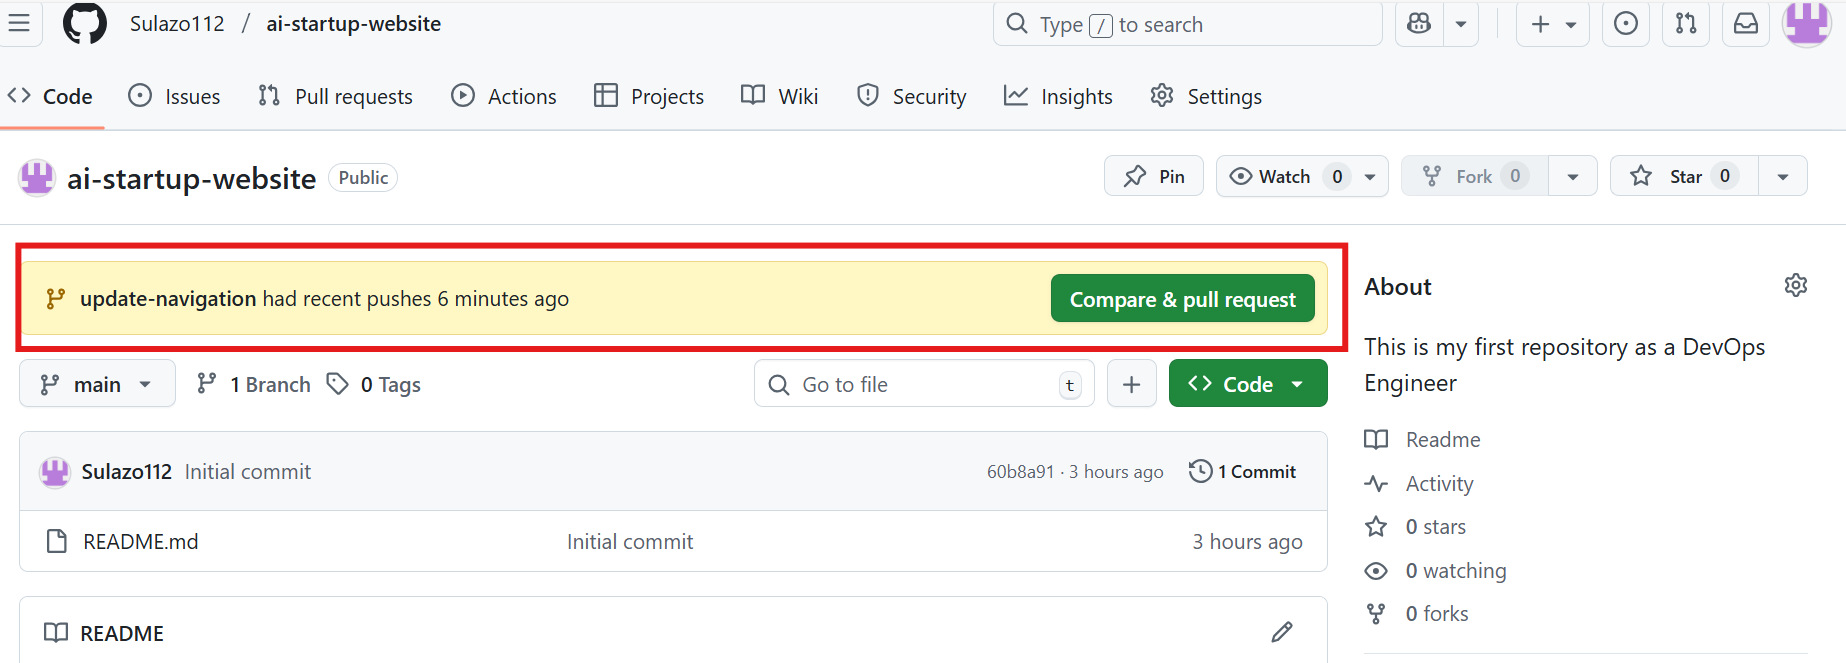 Sulazo112 / ai-startup-website Type / to search
Code Issues Pull requests Actions Projects Wiki Security Insights Settings
ai-startup-website Public Pin Watch 0 Fork 0 Star 0
update-navigation had recent pushes 6 minutes ago Compare & pull request
main 1 Branch 0 Tags Go to file t Code
Sulazo112 Initial commit 60b8a91 · 3 hours ago 1 Commit
README.md Initial commit 3 hours ago
README
About
This is my first repository as a DevOps
Engineer
Readme
Activity
0 stars
0 watching
0 forks